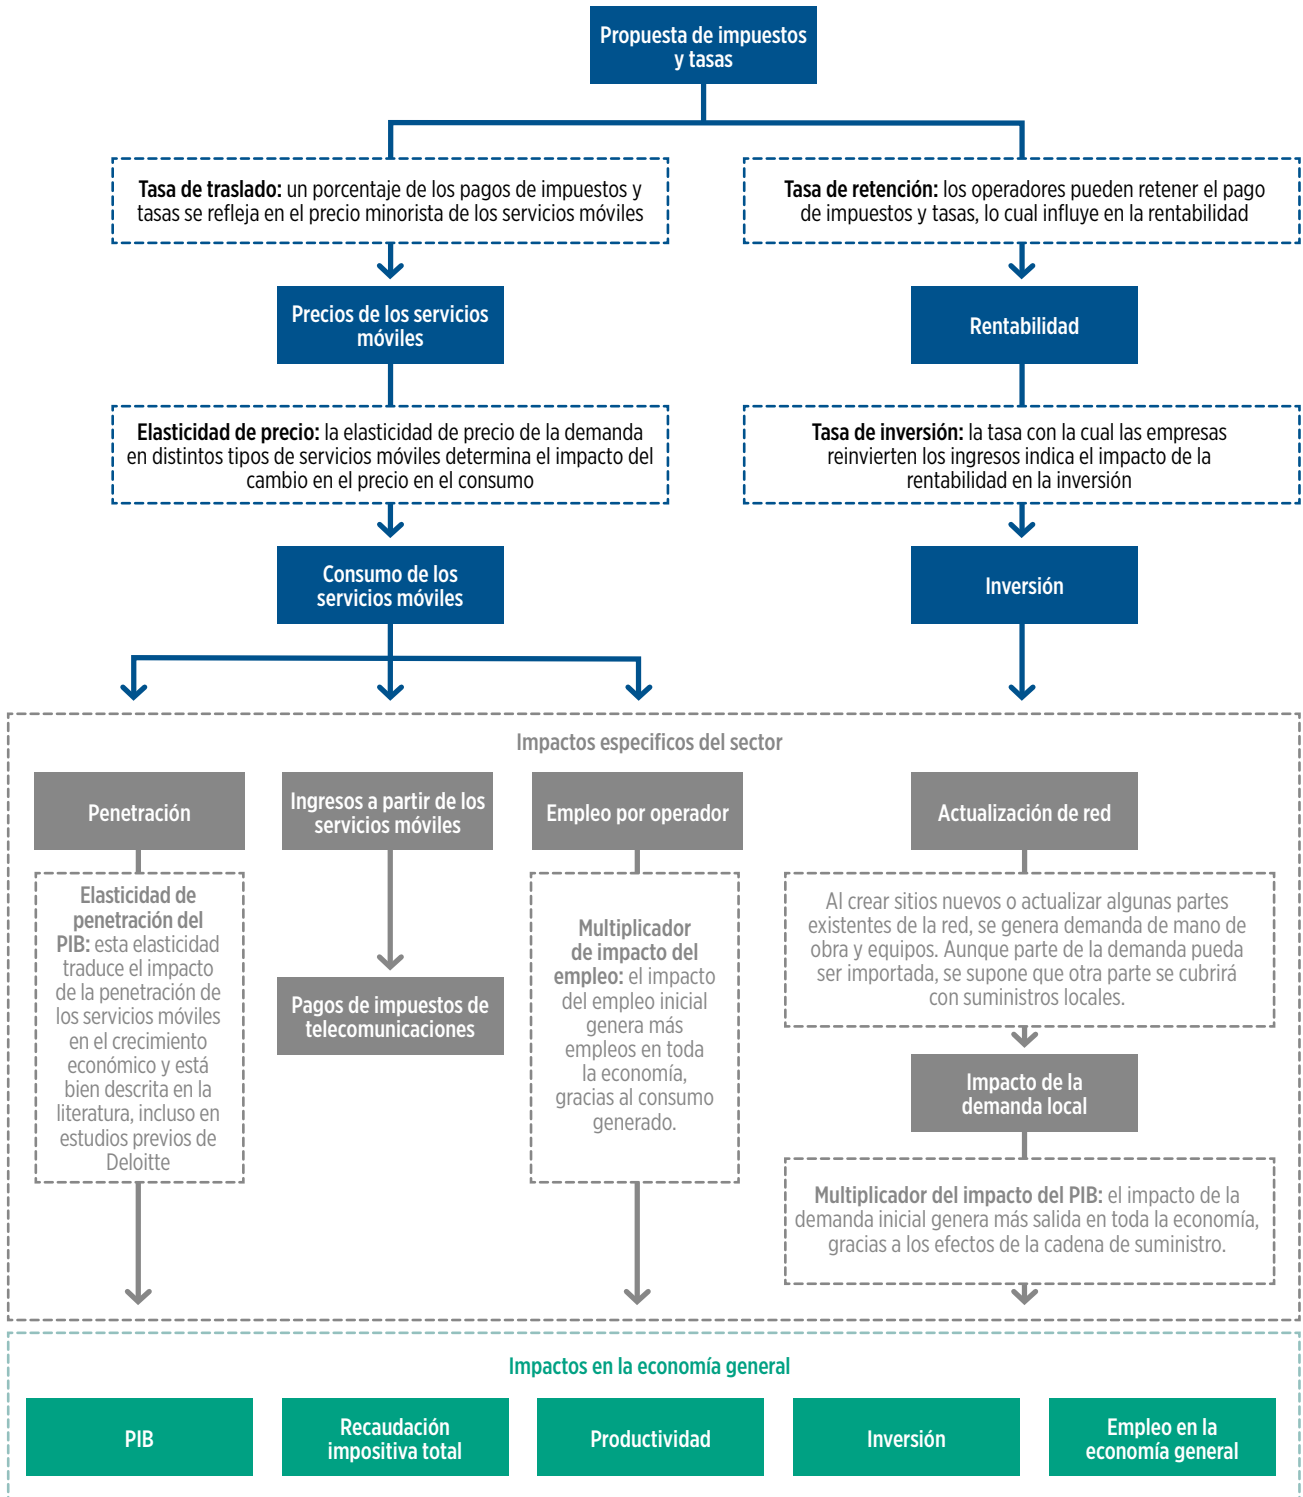 Propuesta de impuestos
y tasas
Tasa de traslado: un porcentaje de los pagos de impuestos y
tasas se refleja en el precio minorista de los servicios móviles
Tasa de retención: los operadores pueden retener el pago
de impuestos y tasas, lo cual influye en la rentabilidad
Precios de los servicios
móviles
Rentabilidad
Elasticidad de precio: la elasticidad de precio de la demanda
en distintos tipos de servicios móviles determina el impacto del
cambio en el precio en el consumo
Tasa de inversión: la tasa con la cual las empresas
reinvierten los ingresos indica el impacto de la
rentabilidad en la inversión
Consumo de los
servicios móviles
Inversión
Impactos especificos del sector
Penetración
Ingresos a partir de los
servicios móviles
Empleo por operador
Actualización de red
Elasticidad de
penetración del
PIB: esta elasticidad
traduce el impacto
de la penetración de
los servicios móviles
en el crecimiento
económico y está
bien descrita en la
literatura, incluso en
estudios previos de
Deloitte
Pagos de impuestos de
telecomunicaciones
Multiplicador
de impacto del
empleo: el impacto
del empleo inicial
genera más
empleos en toda
la economía,
gracias al consumo
generado.
Al crear sitios nuevos o actualizar algunas partes
existentes de la red, se genera demanda de mano de
obra y equipos. Aunque parte de la demanda pueda
ser importada, se supone que otra parte se cubrirá
con suministros locales.
Impacto de la
demanda local
Multiplicador del impacto del PIB: el impacto de la
demanda inicial genera más salida en toda la economía,
gracias a los efectos de la cadena de suministro.
Impactos en la economía general
PIB
Recaudación
impositiva total
Productividad
Inversión
Empleo en la
economía general